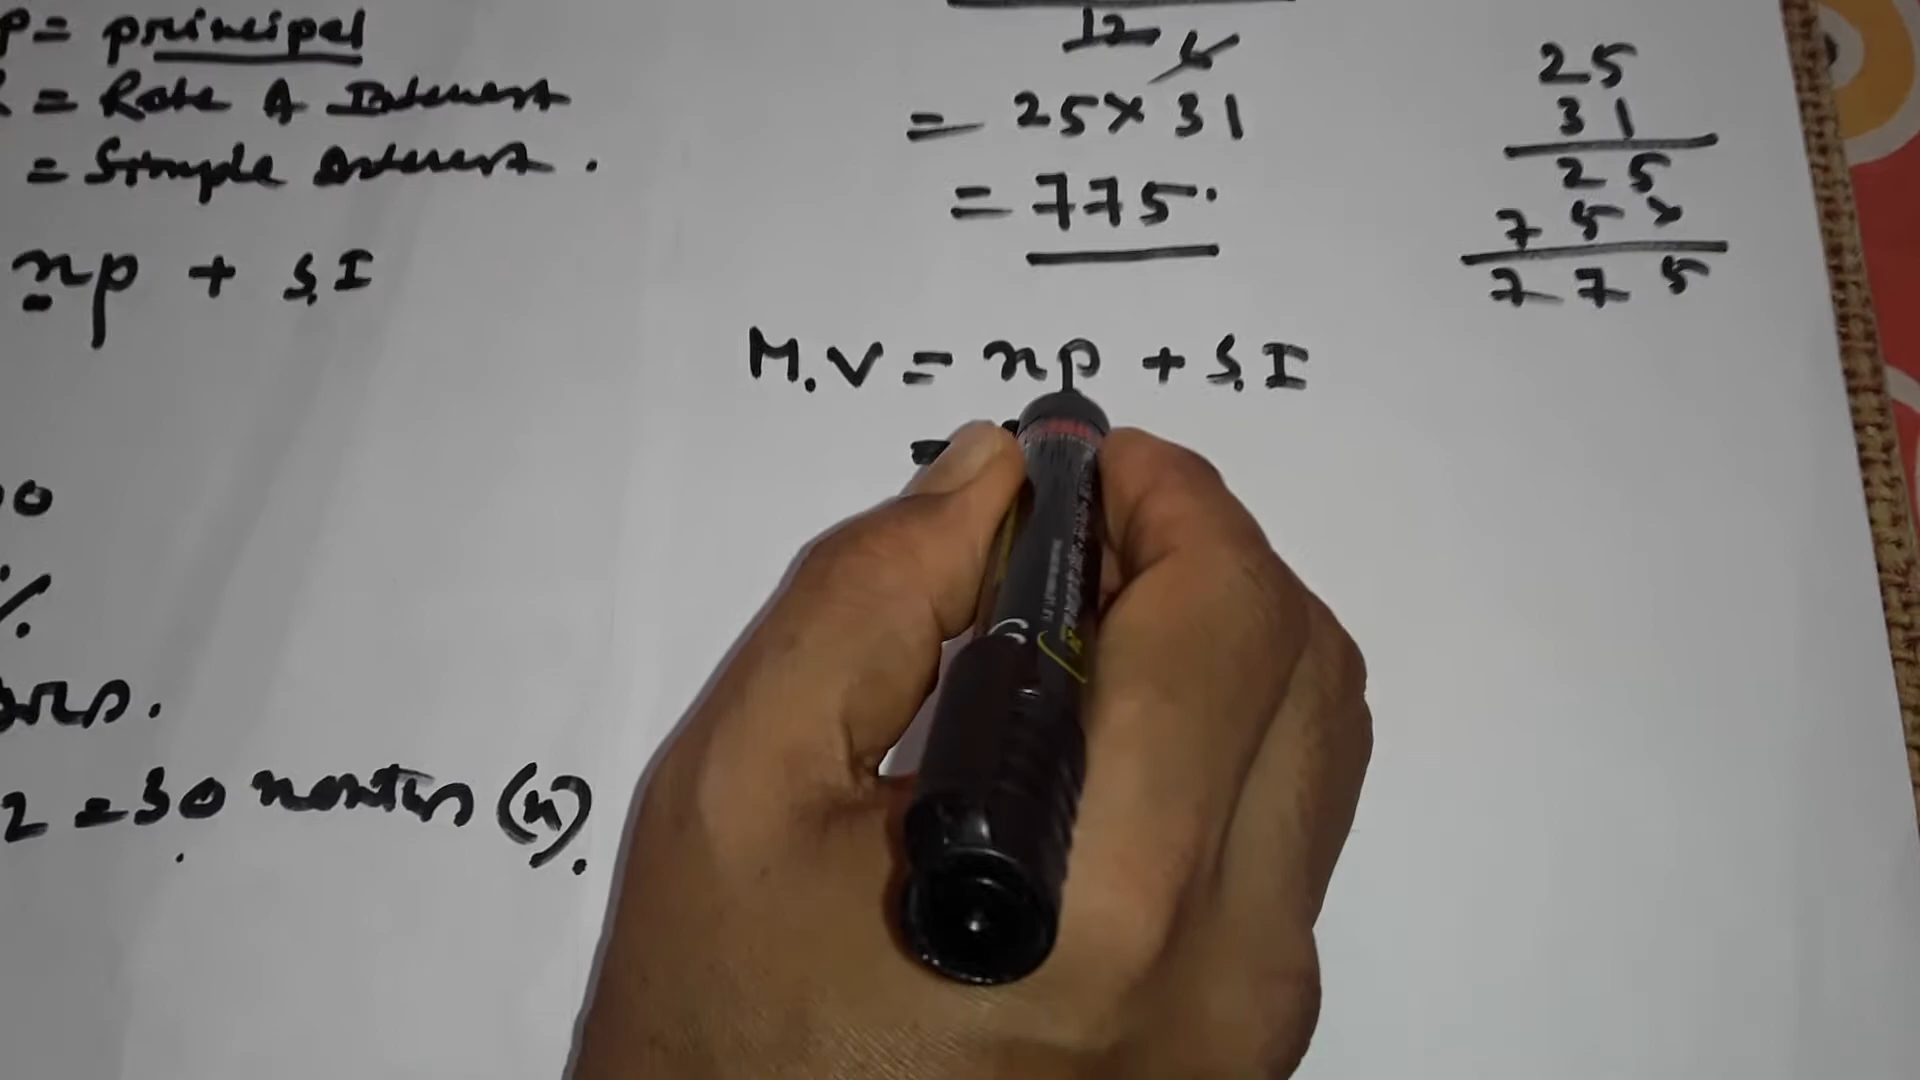 P = principal
= Rate of Interest
= Simple Interest.
np + S.I
0
%
2 = 30 months (n).
12
= 25 × 31
= 775.
M.V = np + S.I
=
25
31
25
75×
775